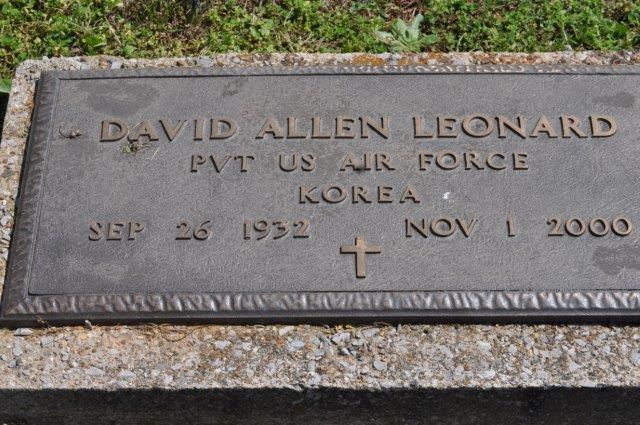 DAVID ALLEN LEONARD
PVT US AIR FORCE
KOREA
SEP 26 1932 NOV 1 2000